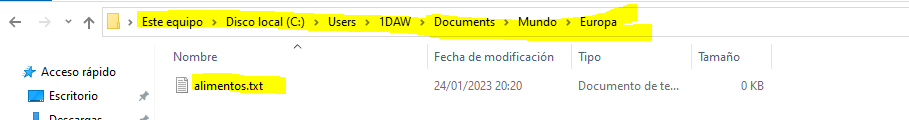 Este equipo > Disco local (C:) > Users > 1DAW > Documents > Mundo > Europa
Nombre Fecha de modificación Tipo Tamaño
Acceso rápido
alimentos.txt 24/01/2023 20:20 Documento de te... 0 KB
Escritorio
Descargas